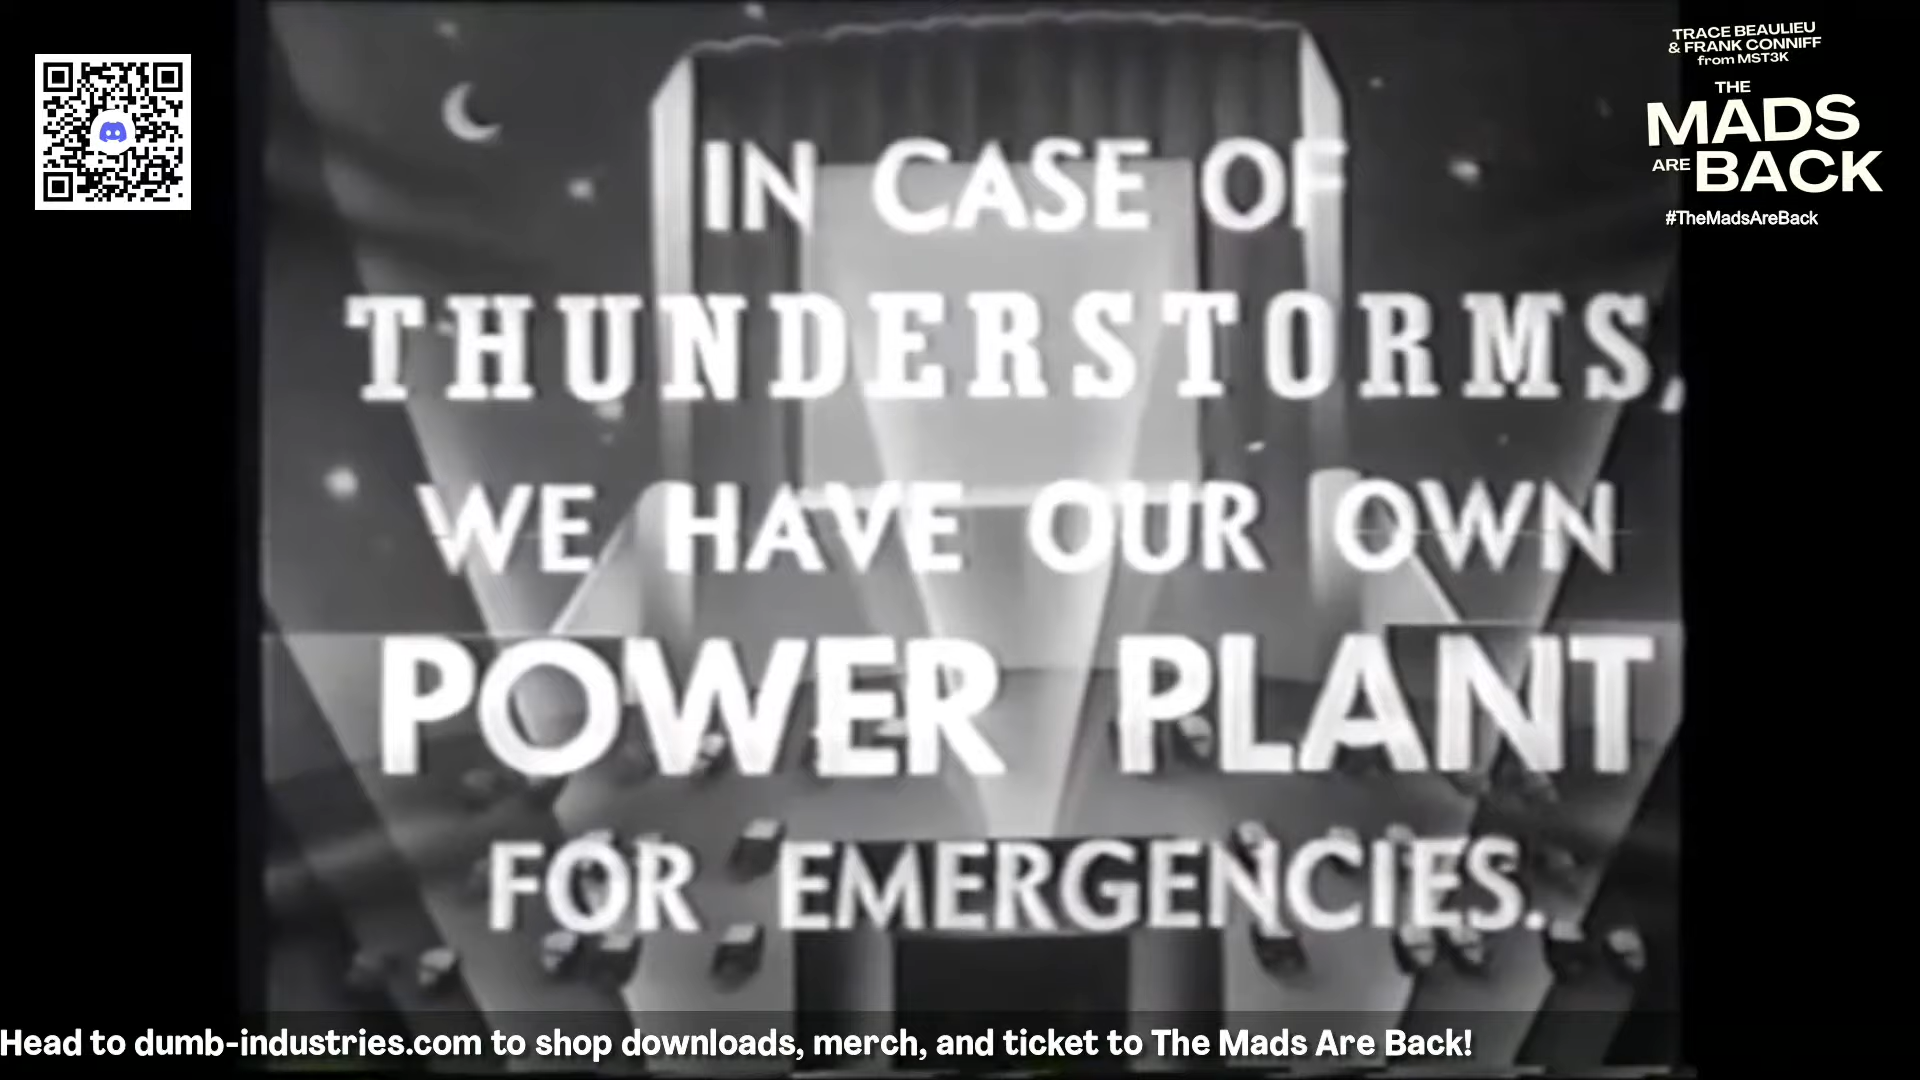 TRACE BEAULIEU
& FRANK CONNIFF
from MST3K
THE
MADS
ARE BACK
#TheMadsAreBack
IN CASE OF
THUNDERSTORMS,
WE HAVE OUR OWN
POWER PLANT
FOR EMERGENCIES.
Head to dumb-industries.com to shop downloads, merch, and ticket to The Mads Are Back!